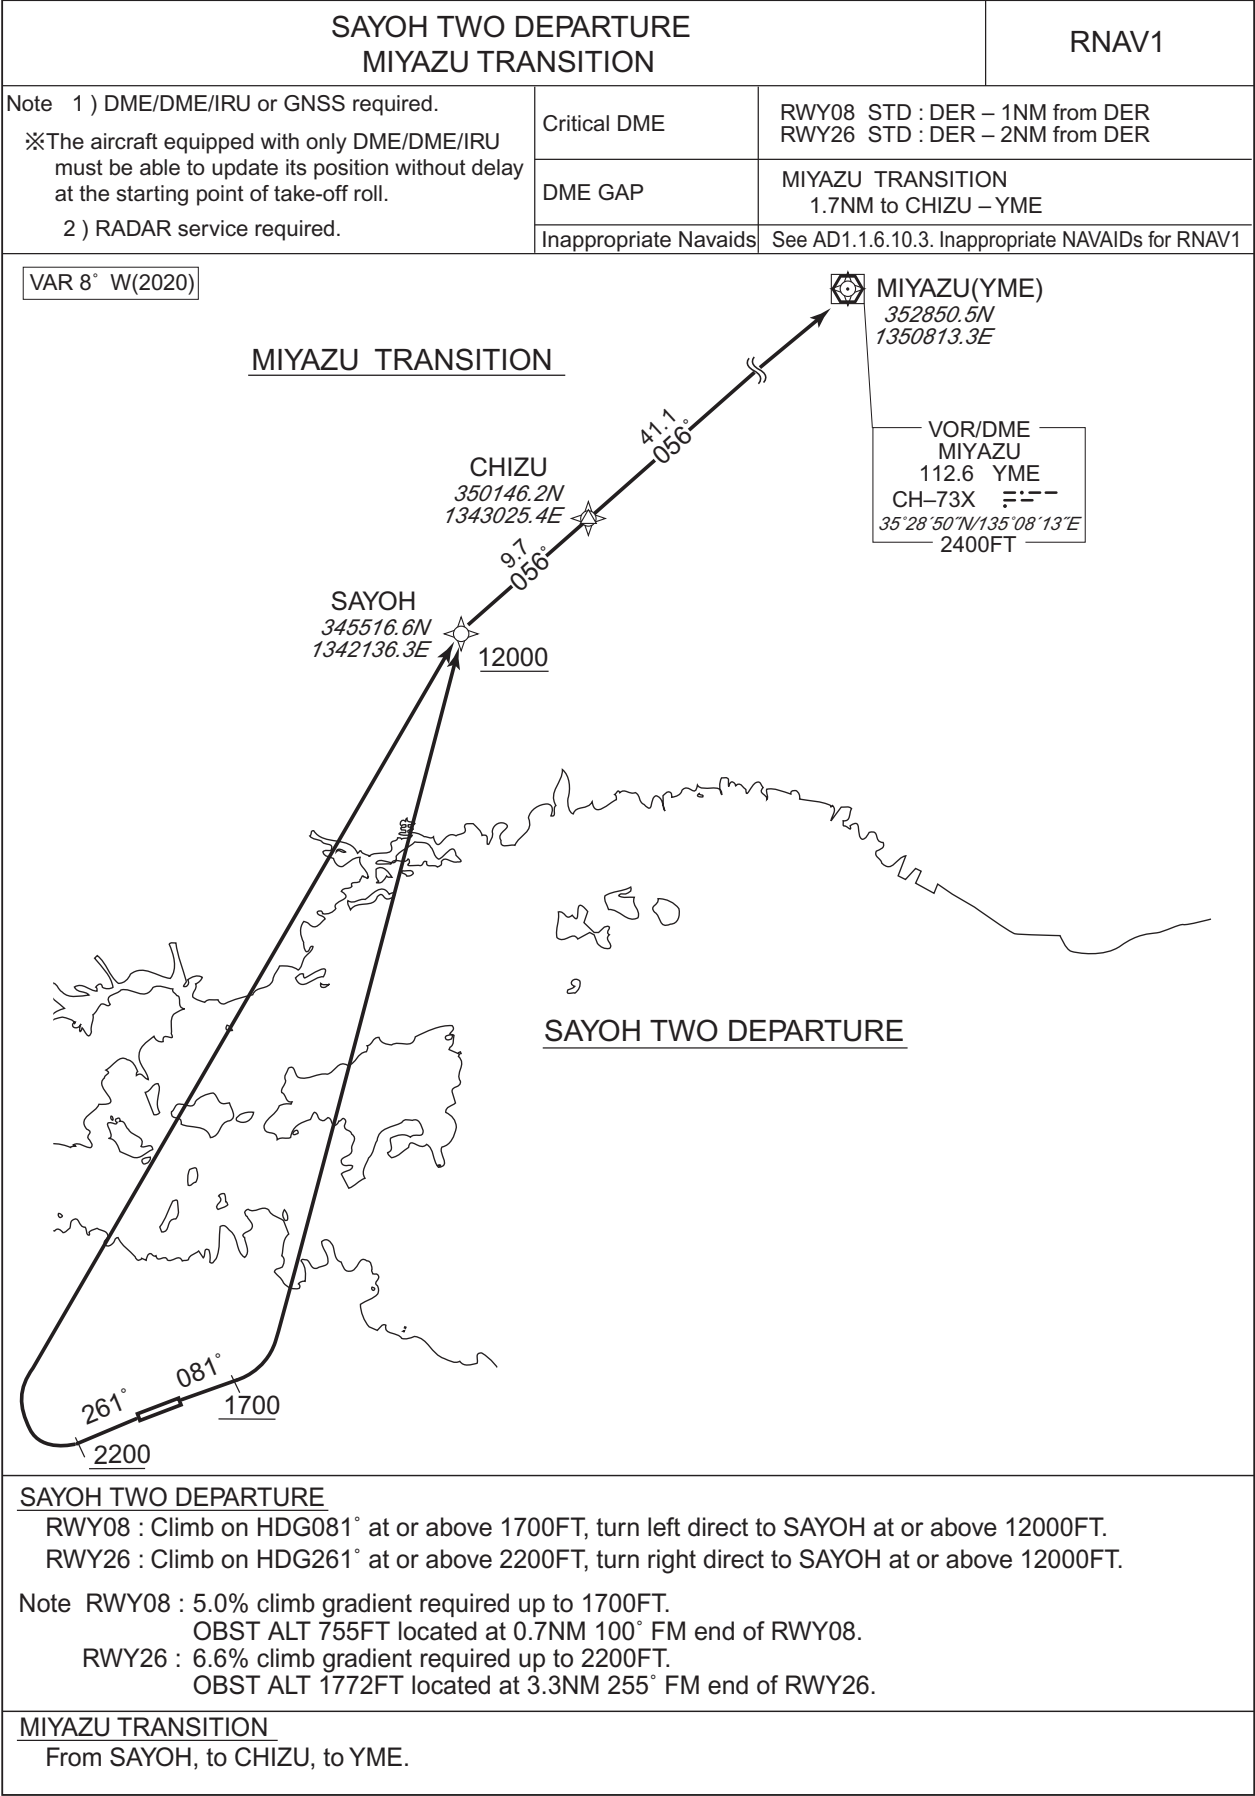 SAYOH TWO DEPARTURE
MIYAZU TRANSITION
RNAV1
Note 1 ) DME/DME/IRU or GNSS required.
※The aircraft equipped with only DME/DME/IRU
must be able to update its position without delay
at the starting point of take-off roll.
2 ) RADAR service required.
Critical DME
RWY08 STD : DER – 1NM from DER
RWY26 STD : DER – 2NM from DER
DME GAP
MIYAZU TRANSITION
1.7NM to CHIZU – YME
Inappropriate Navaids
See AD1.1.6.10.3. Inappropriate NAVAIDs for RNAV1
VAR 8˚ W(2020)
MIYAZU(YME)
352850.5N
1350813.3E
MIYAZU TRANSITION
41.1
056˚
VOR/DME
MIYAZU
112.6 YME
CH–73X
35˚28´50˝N/135˚08´13˝E
2400FT
CHIZU
350146.2N
1343025.4E
9.7
056˚
SAYOH
345516.6N
1342136.3E
12000
SAYOH TWO DEPARTURE
081˚
261˚
1700
2200
SAYOH TWO DEPARTURE
RWY08 : Climb on HDG081˚ at or above 1700FT, turn left direct to SAYOH at or above 12000FT.
RWY26 : Climb on HDG261˚ at or above 2200FT, turn right direct to SAYOH at or above 12000FT.
Note RWY08 : 5.0% climb gradient required up to 1700FT.
OBST ALT 755FT located at 0.7NM 100˚ FM end of RWY08.
RWY26 : 6.6% climb gradient required up to 2200FT.
OBST ALT 1772FT located at 3.3NM 255˚ FM end of RWY26.
MIYAZU TRANSITION
From SAYOH, to CHIZU, to YME.